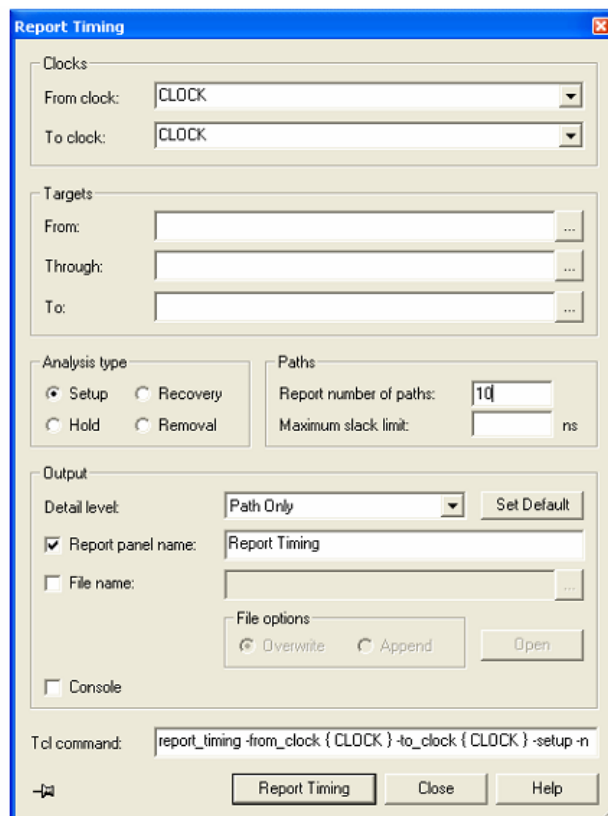 Report Timing
Clocks
From clock: CLOCK
To clock: CLOCK
Targets
From: ...
Through: ...
To: ...
Analysis type
Setup Recovery
Hold Removal
Paths
Report number of paths: 10
Maximum slack limit: ns
Output
Detail level: Path Only Set Default
Report panel name: Report Timing
File name: ...
File options
Overwrite Append Open
Console
Tcl command: report_timing -from_clock { CLOCK } -to_clock { CLOCK } -setup -n
Report Timing Close Help